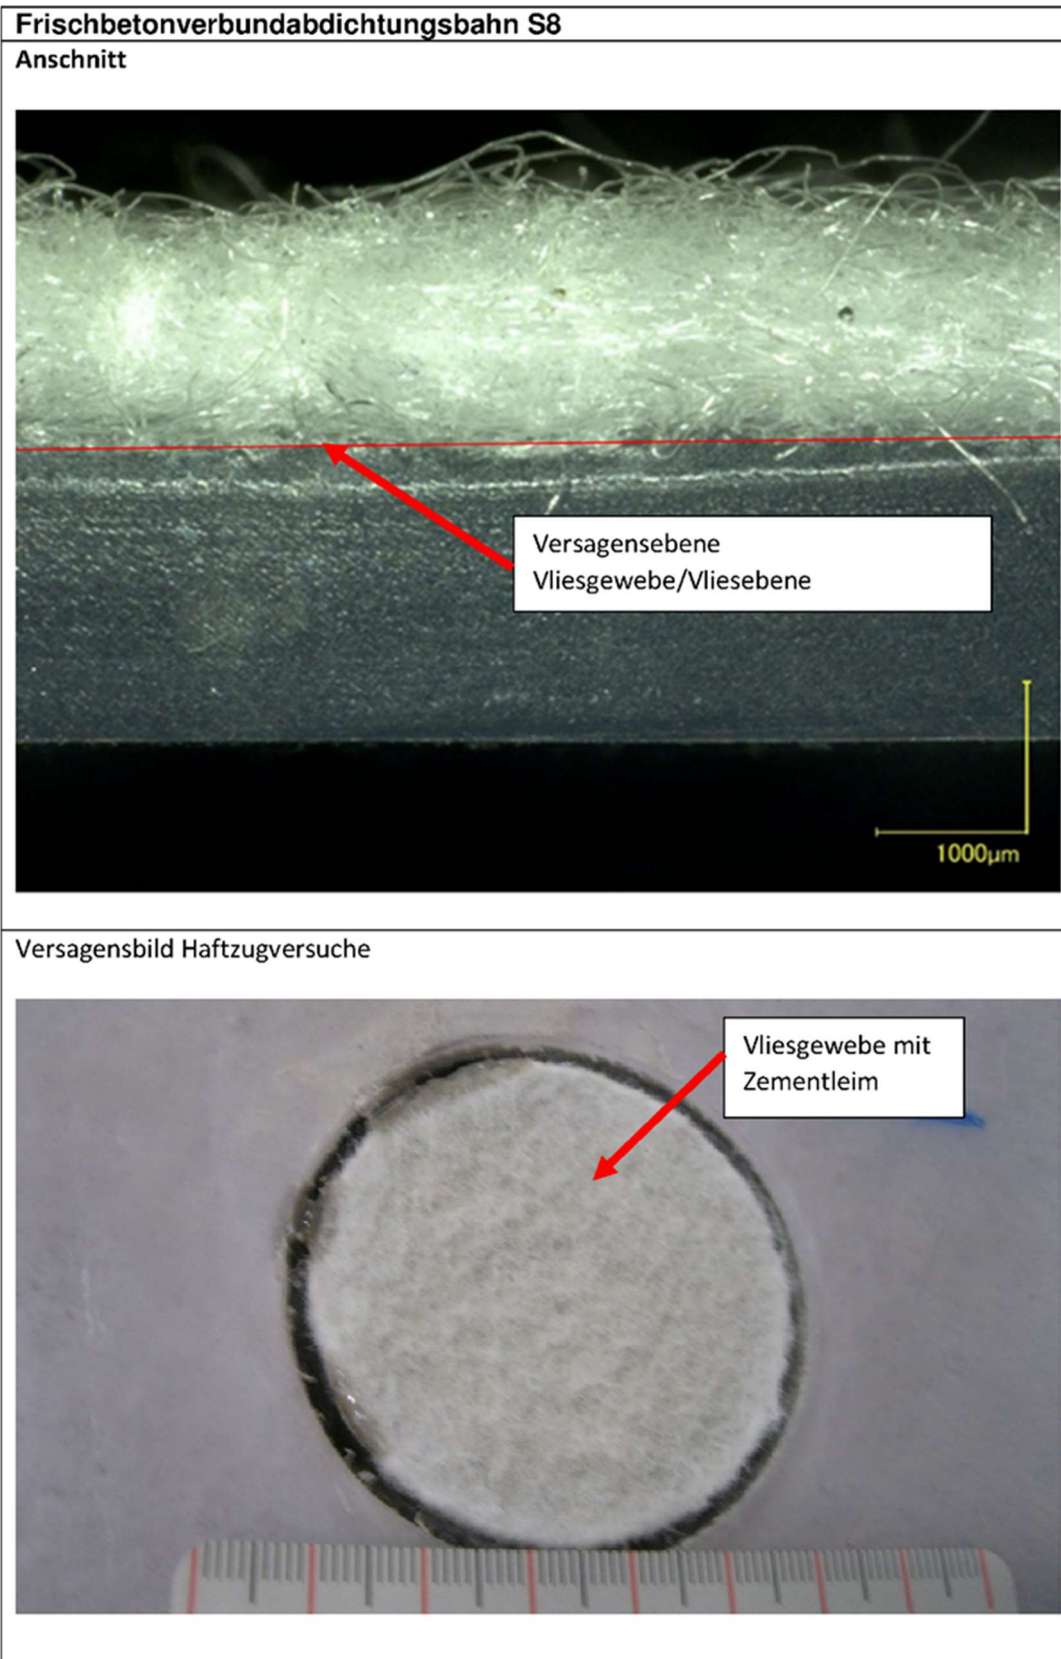 Frischbetonverbundabdichtungsbahn S8
Anschnitt
Versagensebene
Vliesgewebe/Vliesebene
1000µm
Versagensbild Haftzugversuche
Vliesgewebe mit
Zementleim